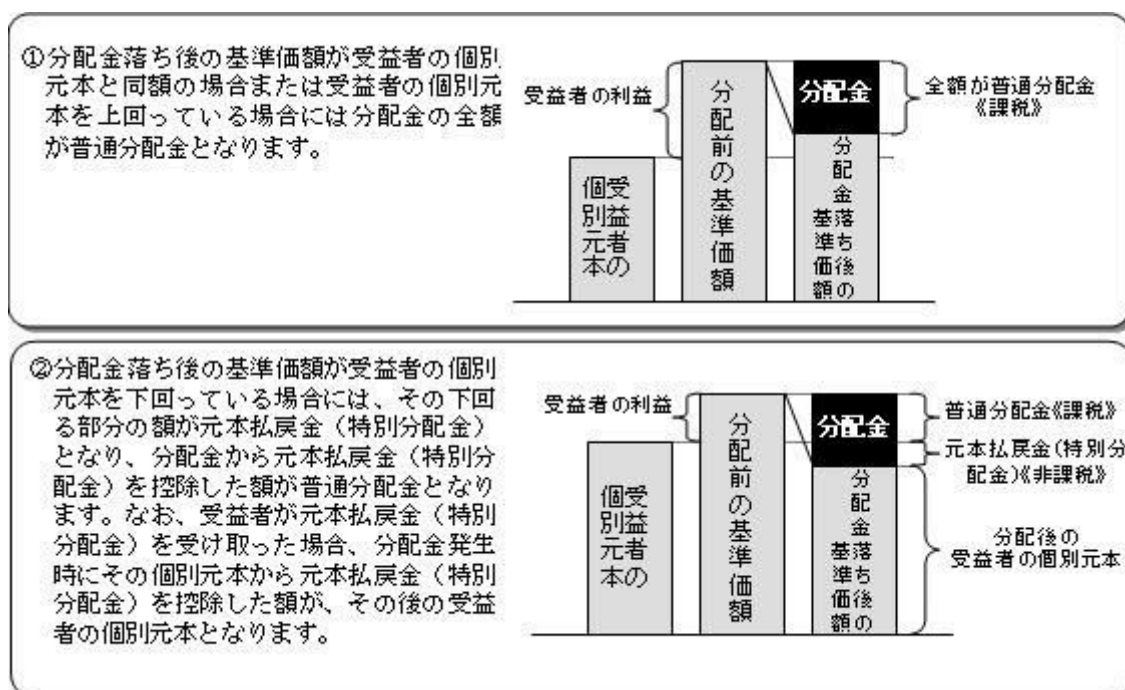 ①分配金落ち後の基準価額が受益者の個別
元本と同額の場合または受益者の個別元
本を上回っている場合には分配金の全額
が普通分配金となります。
受益者の利益
受益者の
個別元本
分配前の基準価額
分配金
分配金落ち後の
基準価額
全額が普通分配金
《課税》
②分配金落ち後の基準価額が受益者の個別
元本を下回っている場合には、その下回
る部分の額が元本払戻金（特別分配金）
となり、分配金から元本払戻金（特別分
配金）を控除した額が普通分配金となり
ます。なお、受益者が元本払戻金（特別
分配金）を受け取った場合、分配金発生
時にその個別元本から元本払戻金（特別
分配金）を控除した額が、その後の受益
者の個別元本となります。
受益者の利益
受益者の
個別元本
分配前の基準価額
分配金
分配金落ち後の
基準価額
普通分配金《課税》
元本払戻金(特別分
配金)《非課税》
分配後の
受益者の個別元本